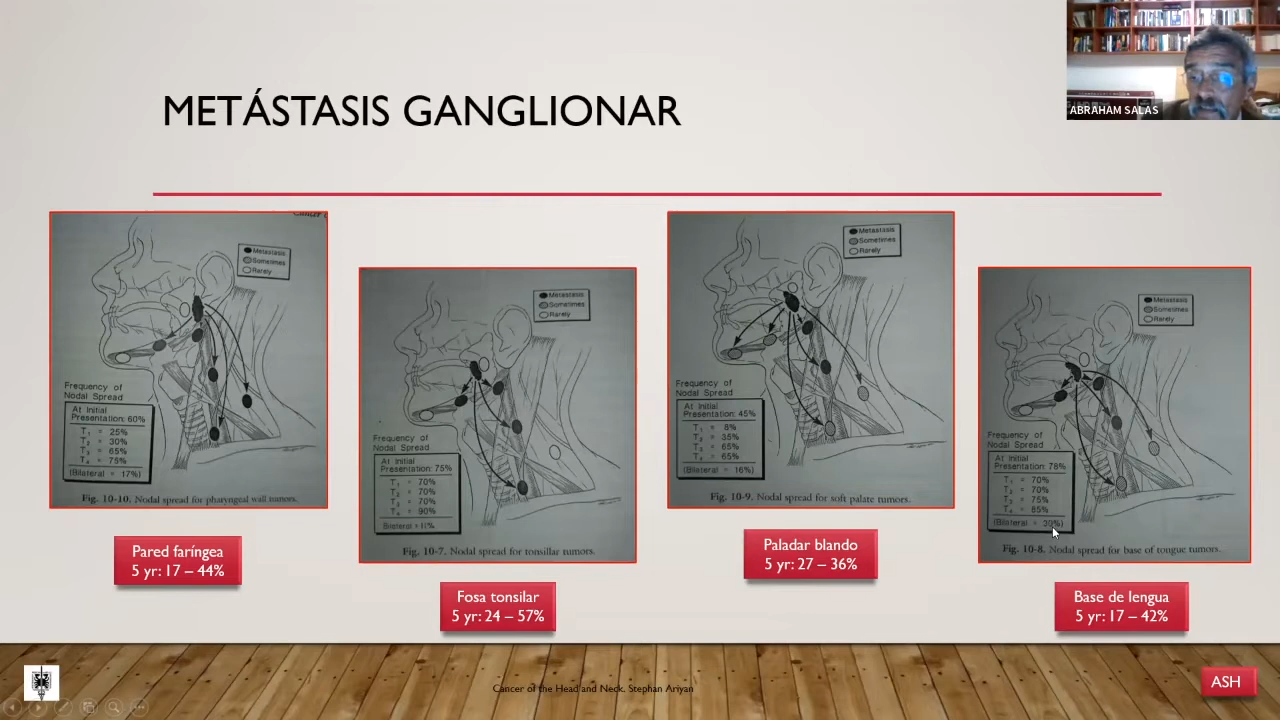 ABRAHAM SALAS
METÁSTASIS GANGLIONAR
Cancer
Metastasis
Sometimes
Rarely
Frequency of
Nodal Spread
At Initial
Presentation: 60%
T₁ = 25%
T₂ = 30%
T₃ = 65%
T₄ = 75%
(Bilateral = 17%)
Fig. 10-10. Nodal spread for pharyngeal wall tumors.
Pared faríngea
5 yr: 17 – 44%
Metastasis
Sometimes
Rarely
Frequency of
Nodal Spread
At Initial
Presentation: 75%
T₁ = 70%
T₂ = 70%
T₃ = 70%
T₄ = 90%
Bilateral = 11%
Fig. 10-7. Nodal spread for tonsillar tumors.
Fosa tonsilar
5 yr: 24 – 57%
Metastasis
Sometimes
Rarely
Frequency of
Nodal Spread
At Initial
Presentation: 45%
T₁ = 8%
T₂ = 35%
T₃ = 65%
T₄ = 65%
(Bilateral = 16%)
Fig. 10-9. Nodal spread for soft palate tumors.
Paladar blando
5 yr: 27 – 36%
Metastasis
Sometimes
Rarely
Frequency of
Nodal Spread
At Initial
Presentation: 78%
T₁ = 70%
T₂ = 70%
T₃ = 75%
T₄ = 85%
(Bilateral = 20%)
Fig. 10-8. Nodal spread for base of tongue tumors.
Base de lengua
5 yr: 17 – 42%
Cancer of the Head and Neck. Stephan Ariyan
ASH